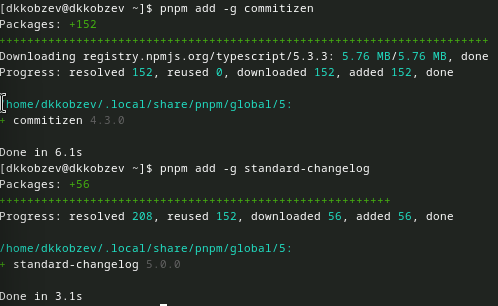 [dkkobzev@dkkobzev ~]$ pnpm add -g commitizen
Packages: +152
++++++++++++++++++++++++++++++++++++++++++++++++++++++++++++++++++++++
Downloading registry.npmjs.org/typescript/5.3.3: 5.76 MB/5.76 MB, done
Progress: resolved 152, reused 0, downloaded 152, added 152, done
/home/dkkobzev/.local/share/pnpm/global/5:
+ commitizen 4.3.0
Done in 6.1s
[dkkobzev@dkkobzev ~]$ pnpm add -g standard-changelog
Packages: +56
++++++++++++++++++++++++++++++++++++++++++++++++++++++++
Progress: resolved 208, reused 152, downloaded 56, added 56, done
/home/dkkobzev/.local/share/pnpm/global/5:
+ standard-changelog 5.0.0
Done in 3.1s